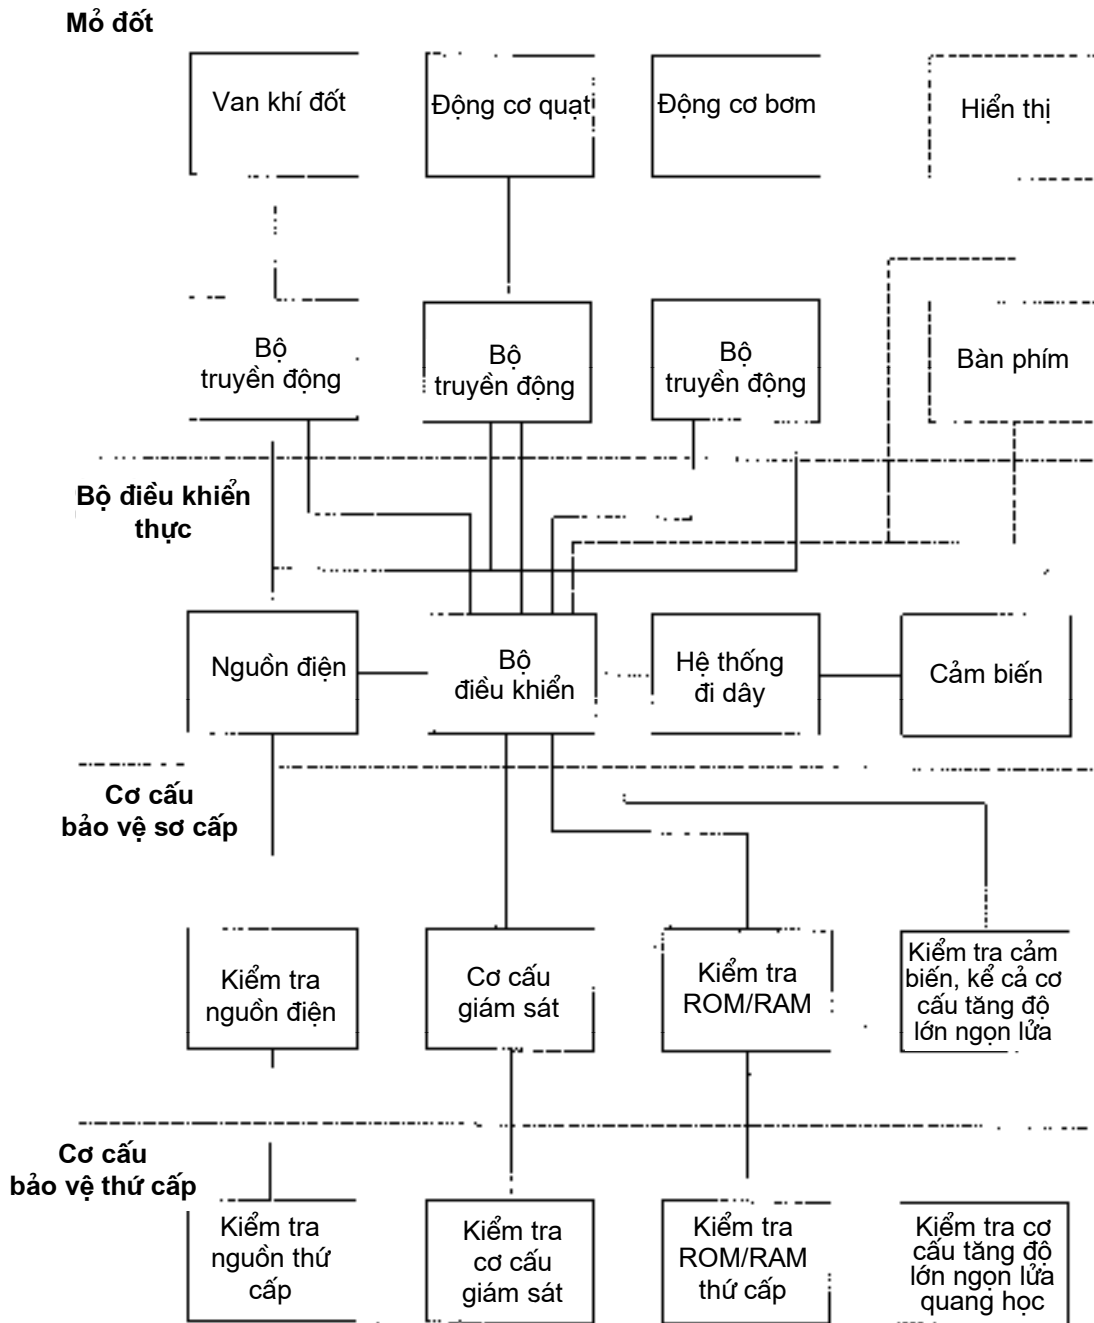 Mỏ đốt
Van khí đốt
Động cơ quạt
Động cơ bơm
Hiển thị
Bộ
truyền động
Bộ
truyền động
Bộ
truyền động
Bàn phím
Bộ điều khiển
thực
Nguồn điện
Bộ
điều khiển
Hệ thống
đi dây
Cảm biến
Cơ cấu
bảo vệ sơ cấp
Kiểm tra
nguồn điện
Cơ cấu
giám sát
Kiểm tra
ROM/RAM
Kiểm tra cảm
biến, kể cả cơ
cấu tăng độ
lớn ngọn lửa
Cơ cấu
bảo vệ thứ cấp
Kiểm tra
nguồn thứ
cấp
Kiểm tra
cơ cấu
giám sát
Kiểm tra
ROM/RAM
thứ cấp
Kiểm tra cơ
cấu tăng độ
lớn ngọn lửa
quang học